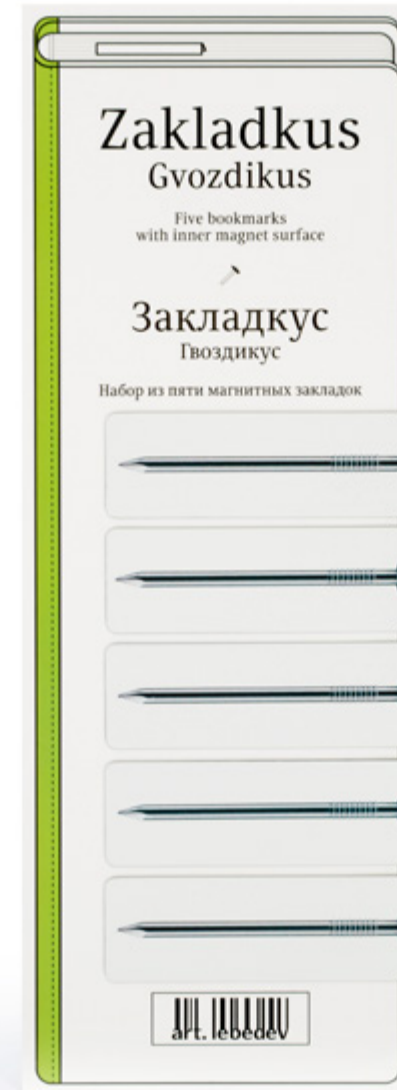 Zakladkus
Gvozdikus
Five bookmarks
with inner magnet surface
Закладкус
Гвоздикус
Набор из пяти магнитных закладок
art. lebedev